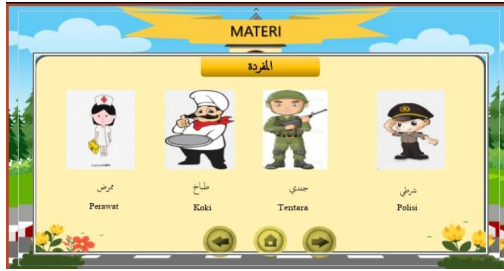 MATERI
المفردة
ممرض
طباخ
جندي
شرطي
Perawat
Koki
Tentara
Polisi